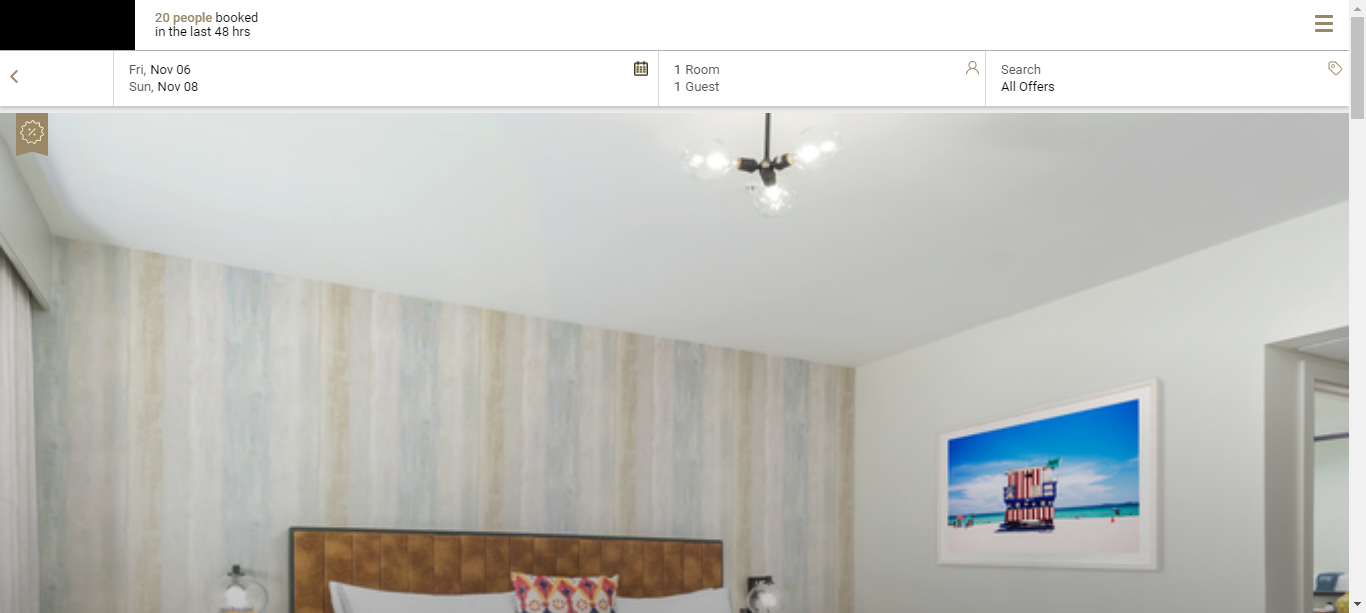 20 people booked
in the last 48 hrs
Fri, Nov 06
Sun, Nov 08
1 Room
1 Guest
Search
All Offers